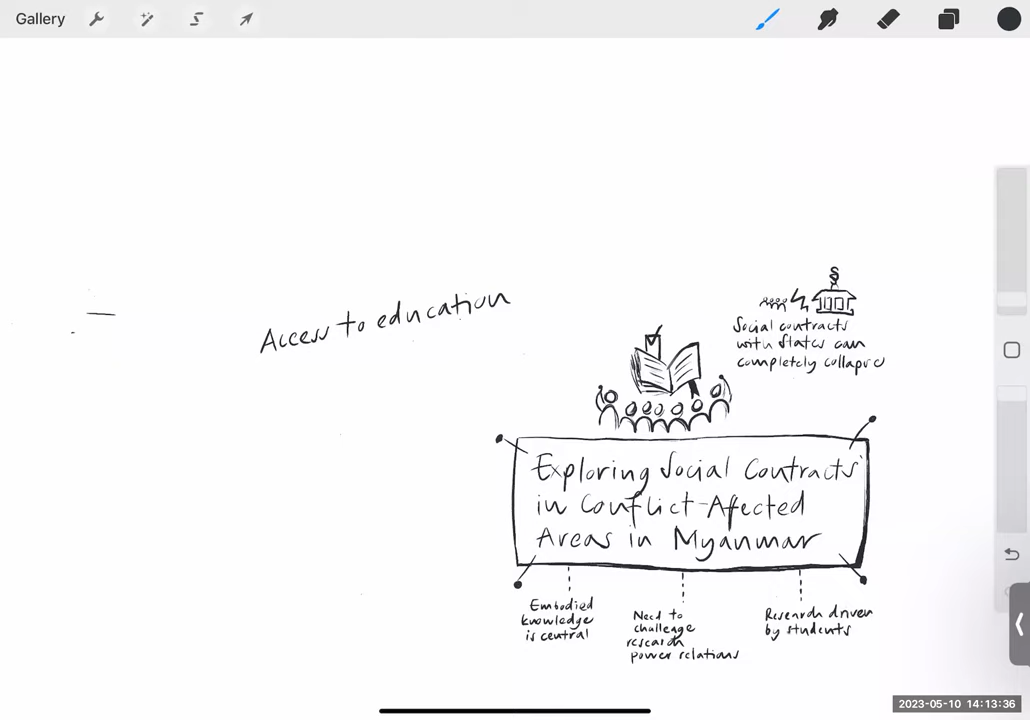 Gallery
Access to education
Social contracts
with States can
completely collapse
Exploring Social Contracts
in Conflict-Affected
Areas in Myanmar
Embodied
knowledge
is central
Need to
challenge
research
power relations
Research driven
by students
2023-05-10 14:13:36